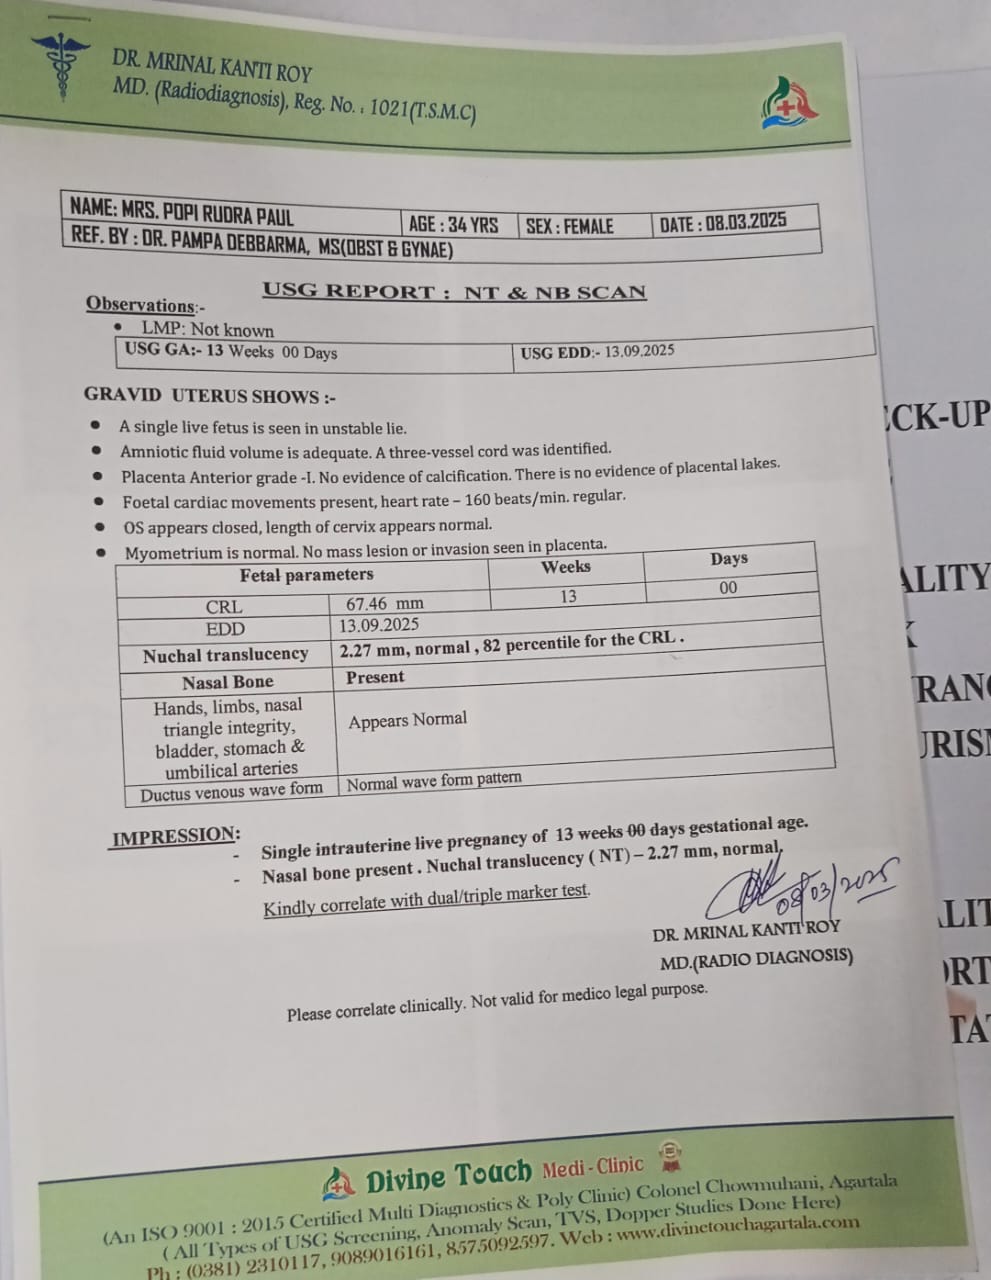 DR. MRINAL KANTI ROY
MD. (Radiodiagnosis), Reg. No. : 1021(T.S.M.C)
NAME: MRS. POPI RUDRA PAUL AGE : 34 YRS SEX : FEMALE DATE : 08.03.2025
REF. BY : DR. PAMPA DEBBARMA, MS(OBST & GYNAE)
USG REPORT : NT & NB SCAN
Observations:-
• LMP: Not known
USG GA:- 13 Weeks 00 Days USG EDD:- 13.09.2025
GRAVID UTERUS SHOWS :-
• A single live fetus is seen in unstable lie.
• Amniotic fluid volume is adequate. A three-vessel cord was identified.
• Placenta Anterior grade -I. No evidence of calcification. There is no evidence of placental lakes.
• Foetal cardiac movements present, heart rate – 160 beats/min. regular.
• OS appears closed, length of cervix appears normal.
• Myometrium is normal. No mass lesion or invasion seen in placenta.
Fetal parameters Weeks Days
CRL 67.46 mm 13 00
EDD 13.09.2025
Nuchal translucency 2.27 mm, normal , 82 percentile for the CRL .
Nasal Bone Present
Hands, limbs, nasal
triangle integrity,
bladder, stomach &
umbilical arteries
Appears Normal
Ductus venous wave form Normal wave form pattern
IMPRESSION:
- Single intrauterine live pregnancy of 13 weeks 00 days gestational age.
- Nasal bone present . Nuchal translucency ( NT) – 2.27 mm, normal.
Kindly correlate with dual/triple marker test.
08/03/2025
DR. MRINAL KANTI ROY
MD.(RADIO DIAGNOSIS)
Please correlate clinically. Not valid for medico legal purpose.
Divine Touch Medi - Clinic
(An ISO 9001 : 2015 Certified Multi Diagnostics & Poly Clinic) Colonel Chowmuhani, Agartala
( All Types of USG Screening, Anomaly Scan, TVS, Dopper Studies Done Here)
Ph : (0381) 2310117, 9089016161, 8575092597. Web : www.divinetouchagartala.com
CK-UP
ALITY
RAN
URIS
LIT
ORT
TA